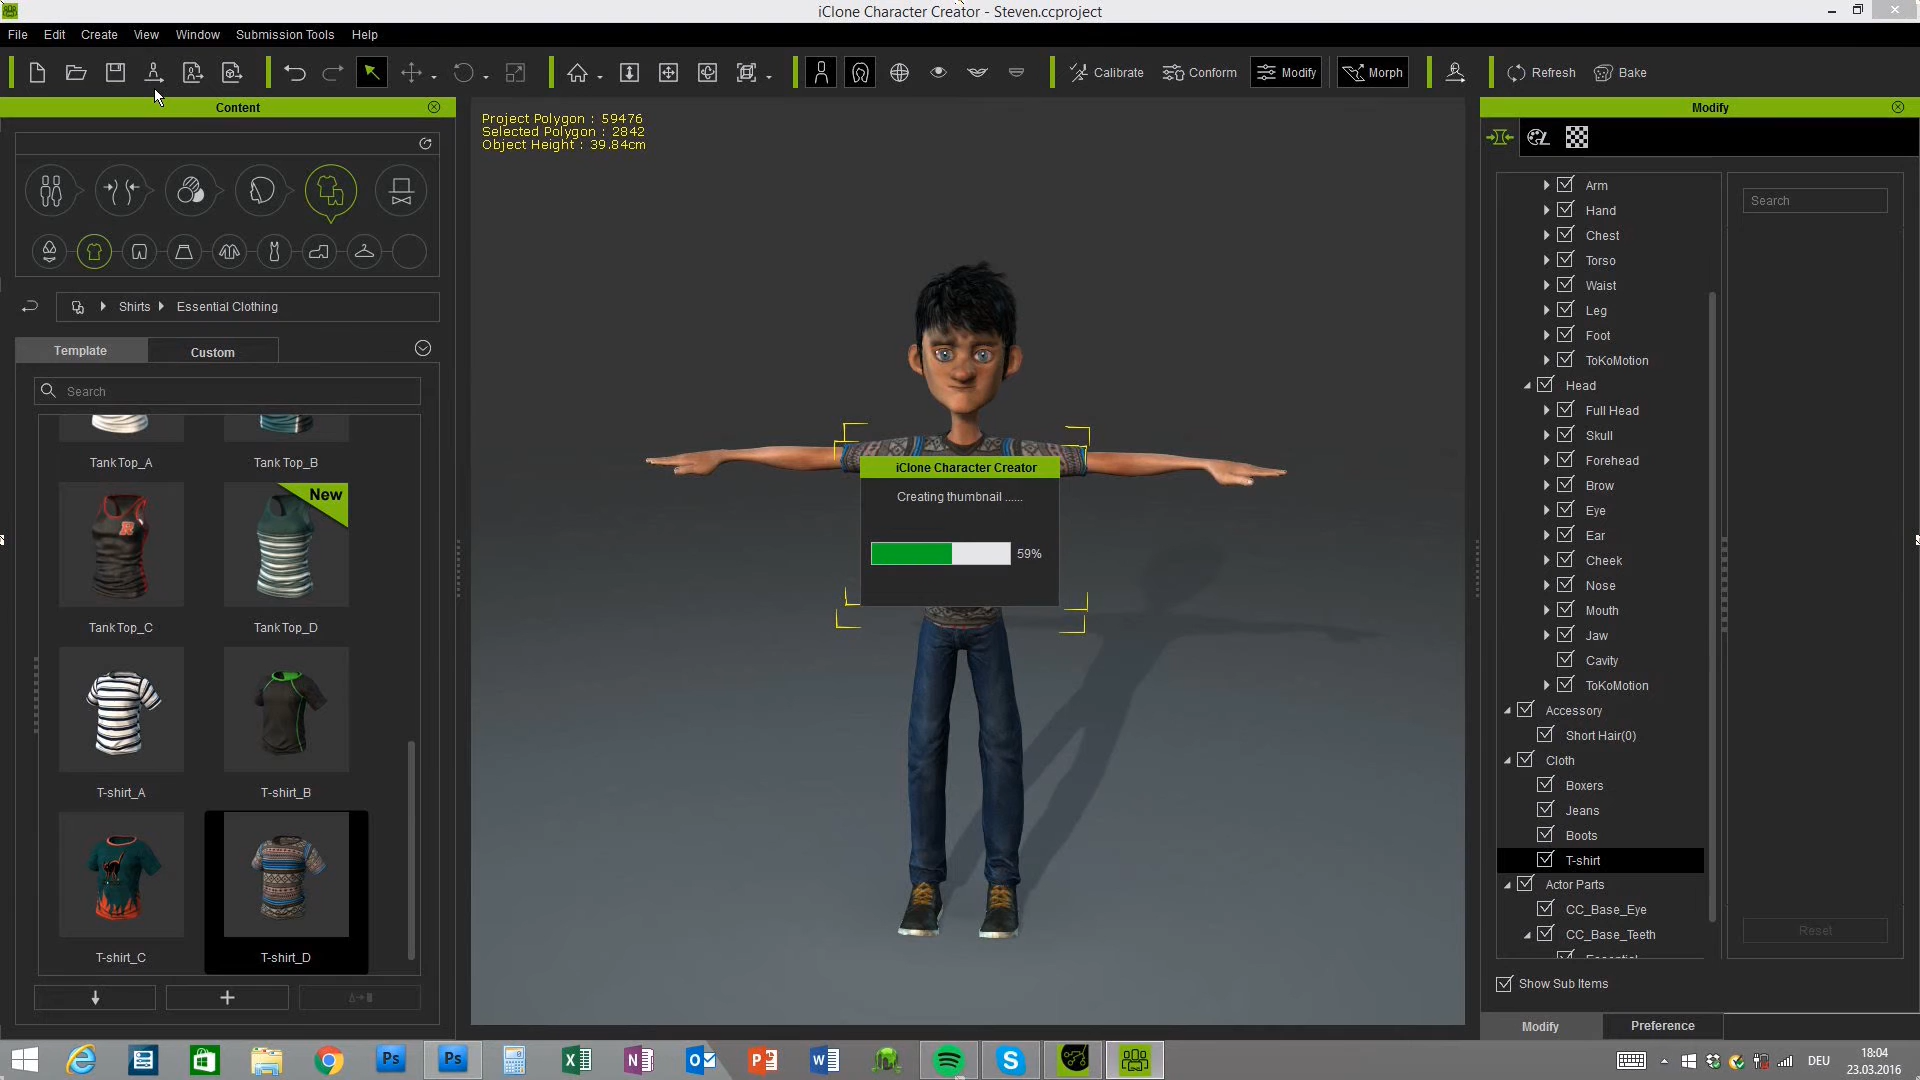 iClone Character Creator - Steven.ccproject
File Edit Create View Window Submission Tools Help
Calibrate Conform Modify Morph Refresh Bake
Content
Shirts Essential Clothing
Template Custom
Search
TankTop_A TankTop_B
New
TankTop_C TankTop_D
T-shirt_A T-shirt_B
T-shirt_C T-shirt_D
Project Polygon : 59476
Selected Polygon : 2842
Object Height : 39.84cm
iClone Character Creator
Creating thumbnail ......
59%
Modify
Search
Arm
Hand
Chest
Torso
Waist
Leg
Foot
ToKoMotion
Head
Full Head
Skull
Forehead
Brow
Eye
Ear
Cheek
Nose
Mouth
Jaw
Cavity
ToKoMotion
Accessory
Short Hair(0)
Cloth
Boxers
Jeans
Boots
T-shirt
Actor Parts
CC_Base_Eye
CC_Base_Teeth
Reset
Show Sub Items
Modify Preference
Ps Ps
DEU
18:04
23.03.2016